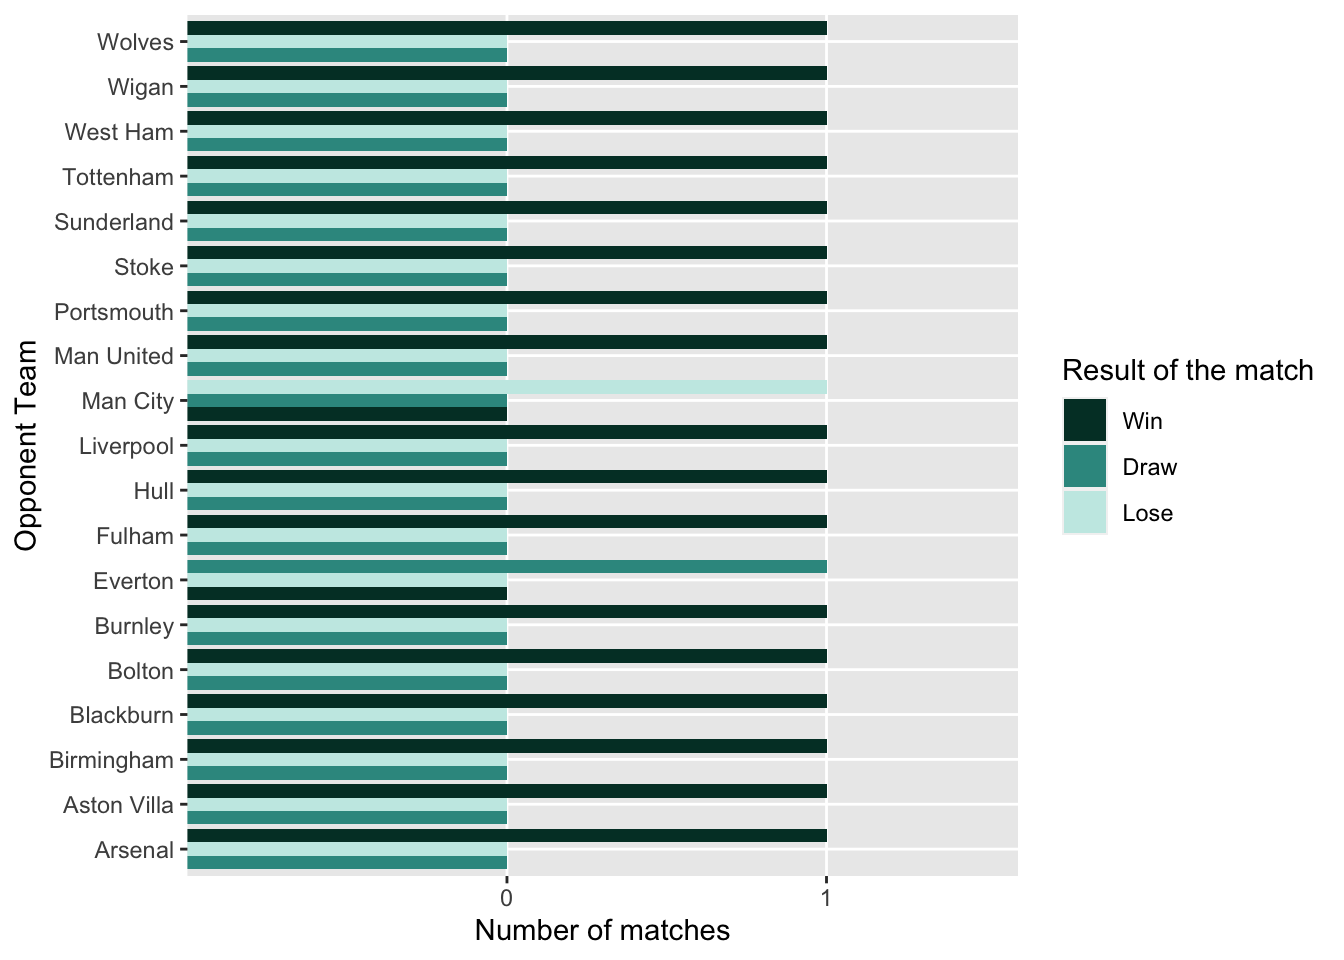 Wolves
Wigan
West Ham
Tottenham
Sunderland
Stoke
Portsmouth
Man United
Man City
Liverpool
Hull
Fulham
Everton
Burnley
Bolton
Blackburn
Birmingham
Aston Villa
Arsenal
Opponent Team
0 1
Number of matches
Result of the match
Win
Draw
Lose